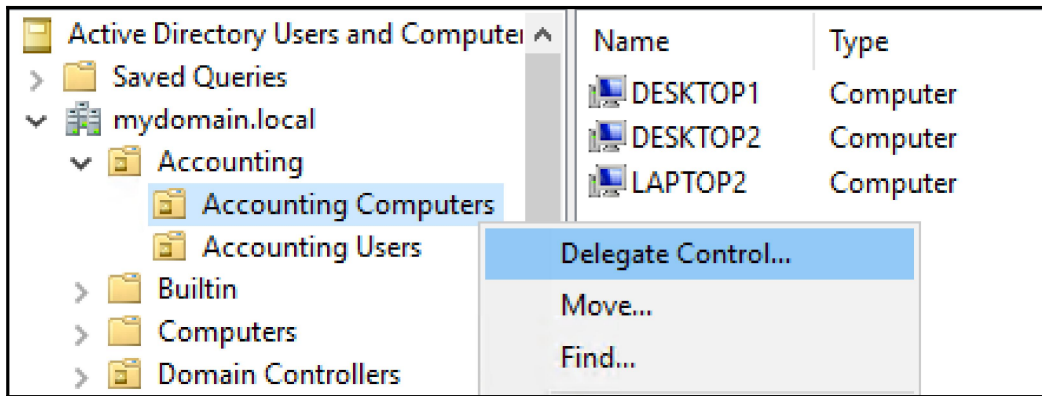 Active Directory Users and Computer
Saved Queries
mydomain.local
Accounting
Accounting Computers
Accounting Users
Builtin
Computers
Domain Controllers
Name Type
DESKTOP1 Computer
DESKTOP2 Computer
LAPTOP2 Computer
Delegate Control...
Move...
Find...